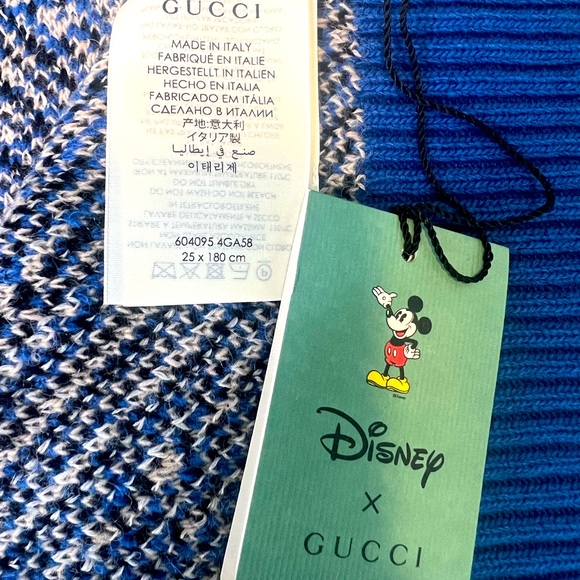 GUCCI
MADE IN ITALY
FABRIQUÉ EN ITALIE
HERGESTELLT IN ITALIEN
HECHO EN ITALIA
FABRICADO EM ITÁLIA
СДЕЛАНО В ИТАЛИИ
产地:意大利
イタリア製
صنع في إيطاليا
이태리제
604095 4GA58
25 x 180 cm
Disney
X
GUCCI